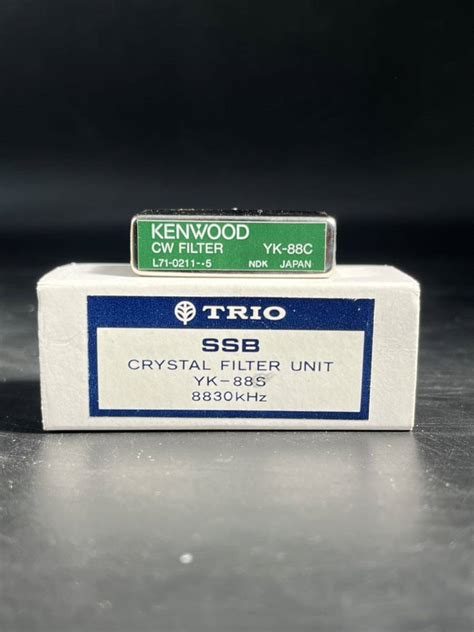 KENWOOD
CW FILTER YK-88C
L71-0211--5 NDK JAPAN
TRIO
SSB
CRYSTAL FILTER UNIT
YK-88S
8830kHz